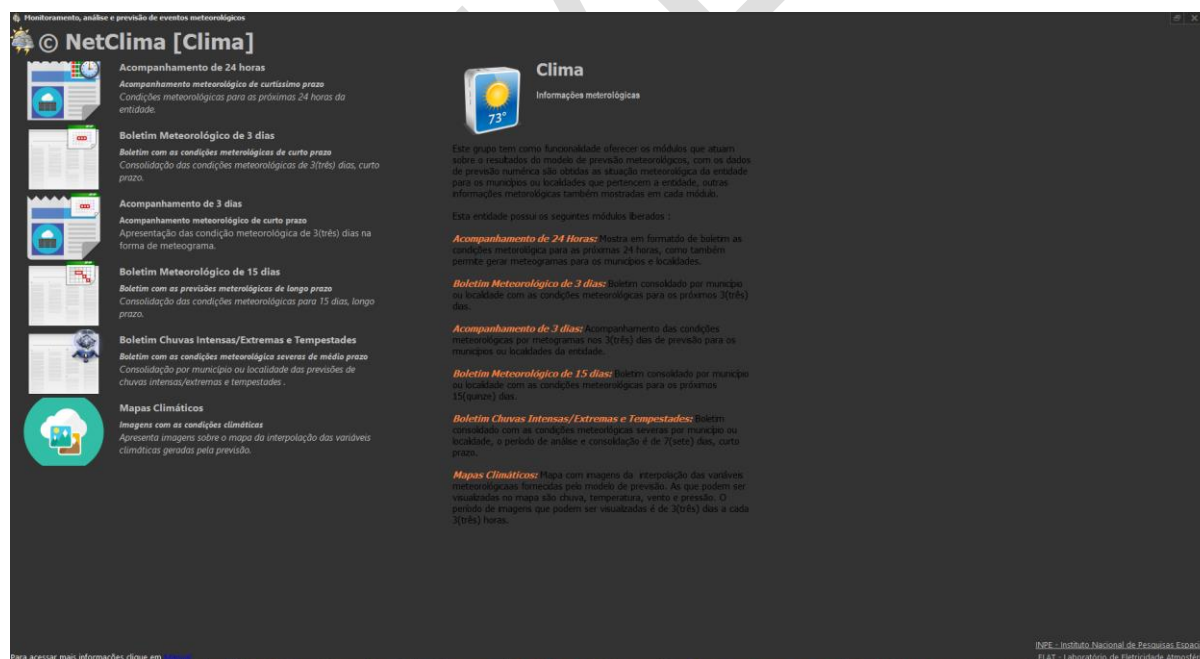 Monitoramento, análise e previsão de eventos meteorológicos
© NetClima [Clima]
Acompanhamento de 24 horas
Acompanhamento meteorológico de curtíssimo prazo
Condições meteorológicas para as próximas 24 horas da
entidade.
Boletim Meteorológico de 3 dias
Boletim com as condições meterológicas de curto prazo
Consolidação das condições meteorológicas de 3(três) dias, curto
prazo.
Acompanhamento de 3 dias
Acompanhamento meteorológico de curto prazo
Apresentação das condição meteorológica de 3(três) dias na
forma de meteograma.
Boletim Meteorológico de 15 dias
Boletim com as previsões meterológicas de longo prazo
Consolidação das condições meteorológicas para 15 dias, longo
prazo.
Boletim Chuvas Intensas/Extremas e Tempestades
Boletim com as condições meteorológica severas de médio prazo
Consolidação por município ou localidade das previsões de
chuvas intensas/extremas e tempestades .
Mapas Climáticos
Imagens com as condições climáticas
Apresenta imagens sobre o mapa da interpolação das variáveis
climáticas geradas pela previsão.
73°
Clima
Informações meterológicas
Este grupo tem como funcionalidade oferecer os módulos que atuam
sobre o resultados do modelo de previsão meteorológicos, com os dados
de previsão numérica são obtidas as situação meteorológica da entidade
para os municípios ou localidades que pertencem a entidade, outras
informações metorológicas também mostradas em cada módulo.
Esta entidade possui os seguintes módulos liberados :
Acompanhamento de 24 Horas: Mostra em formatdo de boletim as
condições metorológica para as próximas 24 horas, como também
permite gerar meteogramas para os municípios e localidades.
Boletim Meteorológico de 3 dias: Boletim consolidado por município
ou localdade com as condições meteorológicas para os próximos 3(três)
dias.
Acompanhamento de 3 dias: Acompanhamento das condições
meteorológicas por metogramas nos 3(três) dias de previsão para os
municípios ou localidades da entidade.
Boletim Meteorológico de 15 dias: Boletim consolidado por município
ou localdade com as condições meteorológicas para os próximos
15(quinze) dias.
Boletim Chuvas Intensas/Extremas e Tempestades: Boletim
consolidado com as condições meteorológicas severas por município ou
localdade, o período de análise e consolidação é de 7(sete) dias, curto
prazo.
Mapas Climáticos: Mapa com imagens da interpolação das variáveis
meteorológicaas fornecidas pelo modelo de previsão. As que podem ser
visualizadas no mapa são chuva, temperatura, vento e pressão. O
período de imagens que podem ser visualizadas é de 3(três) dias a cada
3(três) horas.
INPE - Instituto Nacional de Pesquisas Espaci
ELAT - Laboratório de Eletricidade Atmosfér
Para acessar mais informações clique em